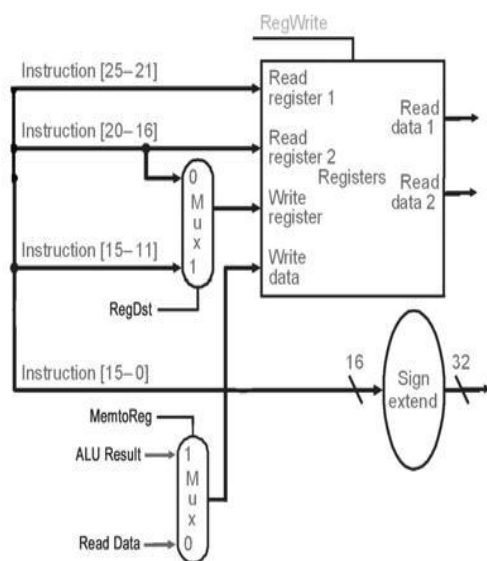 RegWrite
Instruction [25–21]
Read
register 1
Read
data 1
Instruction [20–16]
Read
register 2
Registers
Read
data 2
0
M
u
x
1
Write
register
Instruction [15–11]
Write
data
RegDst
Instruction [15–0]
16
Sign
extend
32
MemtoReg
ALU Result
1
M
u
x
0
Read Data